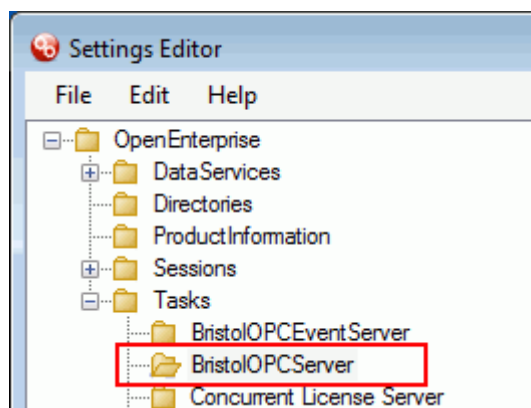 Settings Editor
File Edit Help
OpenEnterprise
DataServices
Directories
ProductInformation
Sessions
Tasks
BristolOPCEventServer
BristolOPCServer
Concurrent License Server